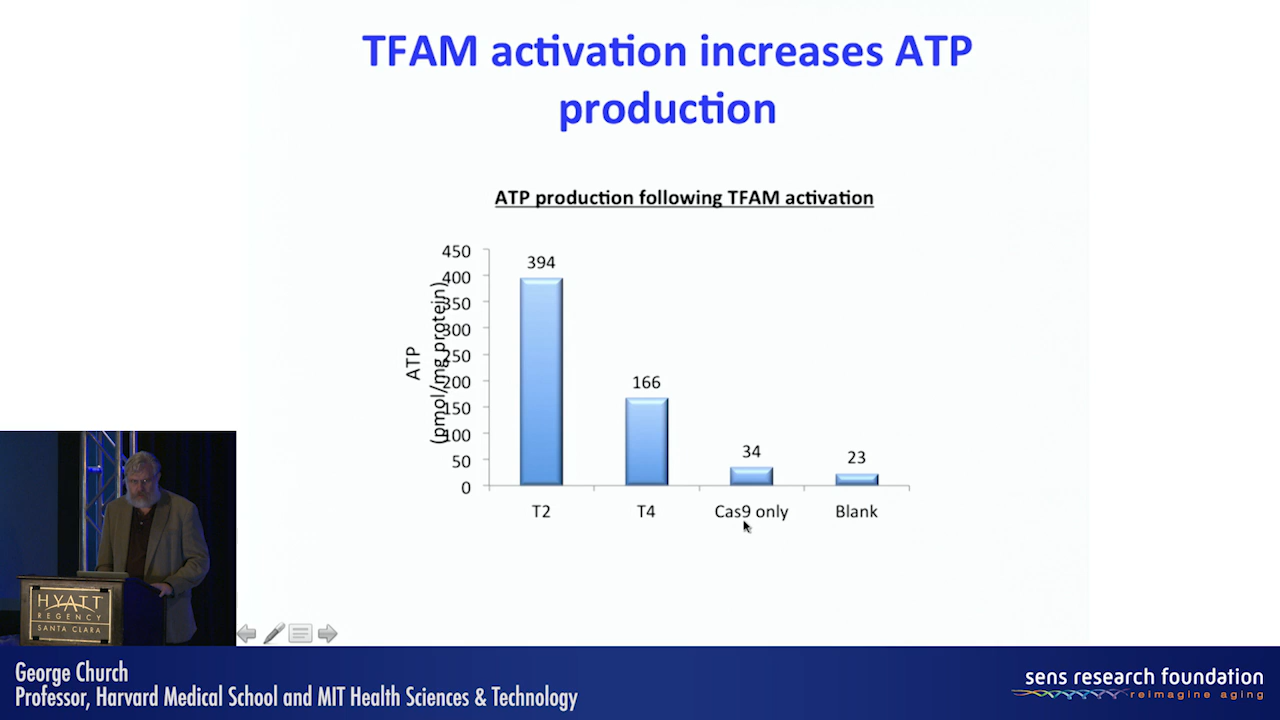 TFAM activation increases ATP
production
ATP production following TFAM activation
ATP
(pmol/mg protein)
450
400
350
300
250
200
150
100
50
0
394
166
34
23
T2
T4
Cas9 only
Blank
HYATT
REGENCY
SANTA CLARA
George Church
Professor, Harvard Medical School and MIT Health Sciences & Technology
sens research foundation
reimagine aging